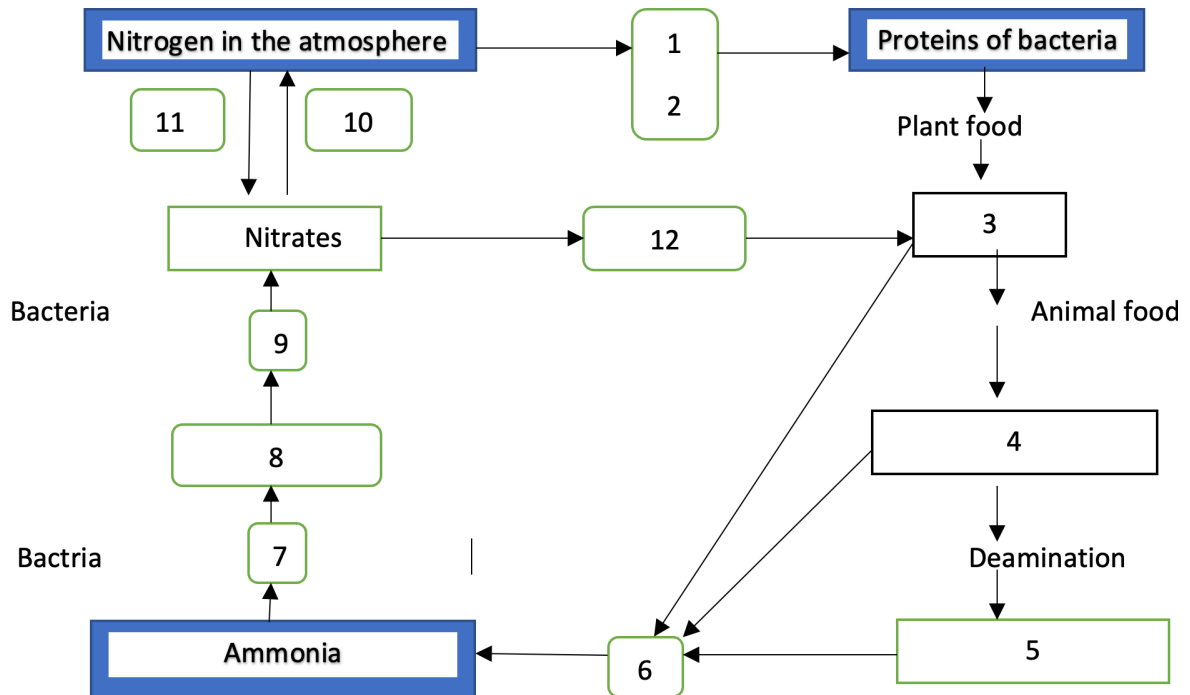 Nitrogen in the atmosphere
1
2
Proteins of bacteria
11
10
Plant food
Nitrates
12
3
Bacteria
9
Animal food
8
4
Bactria
7
Deamination
Ammonia
6
5